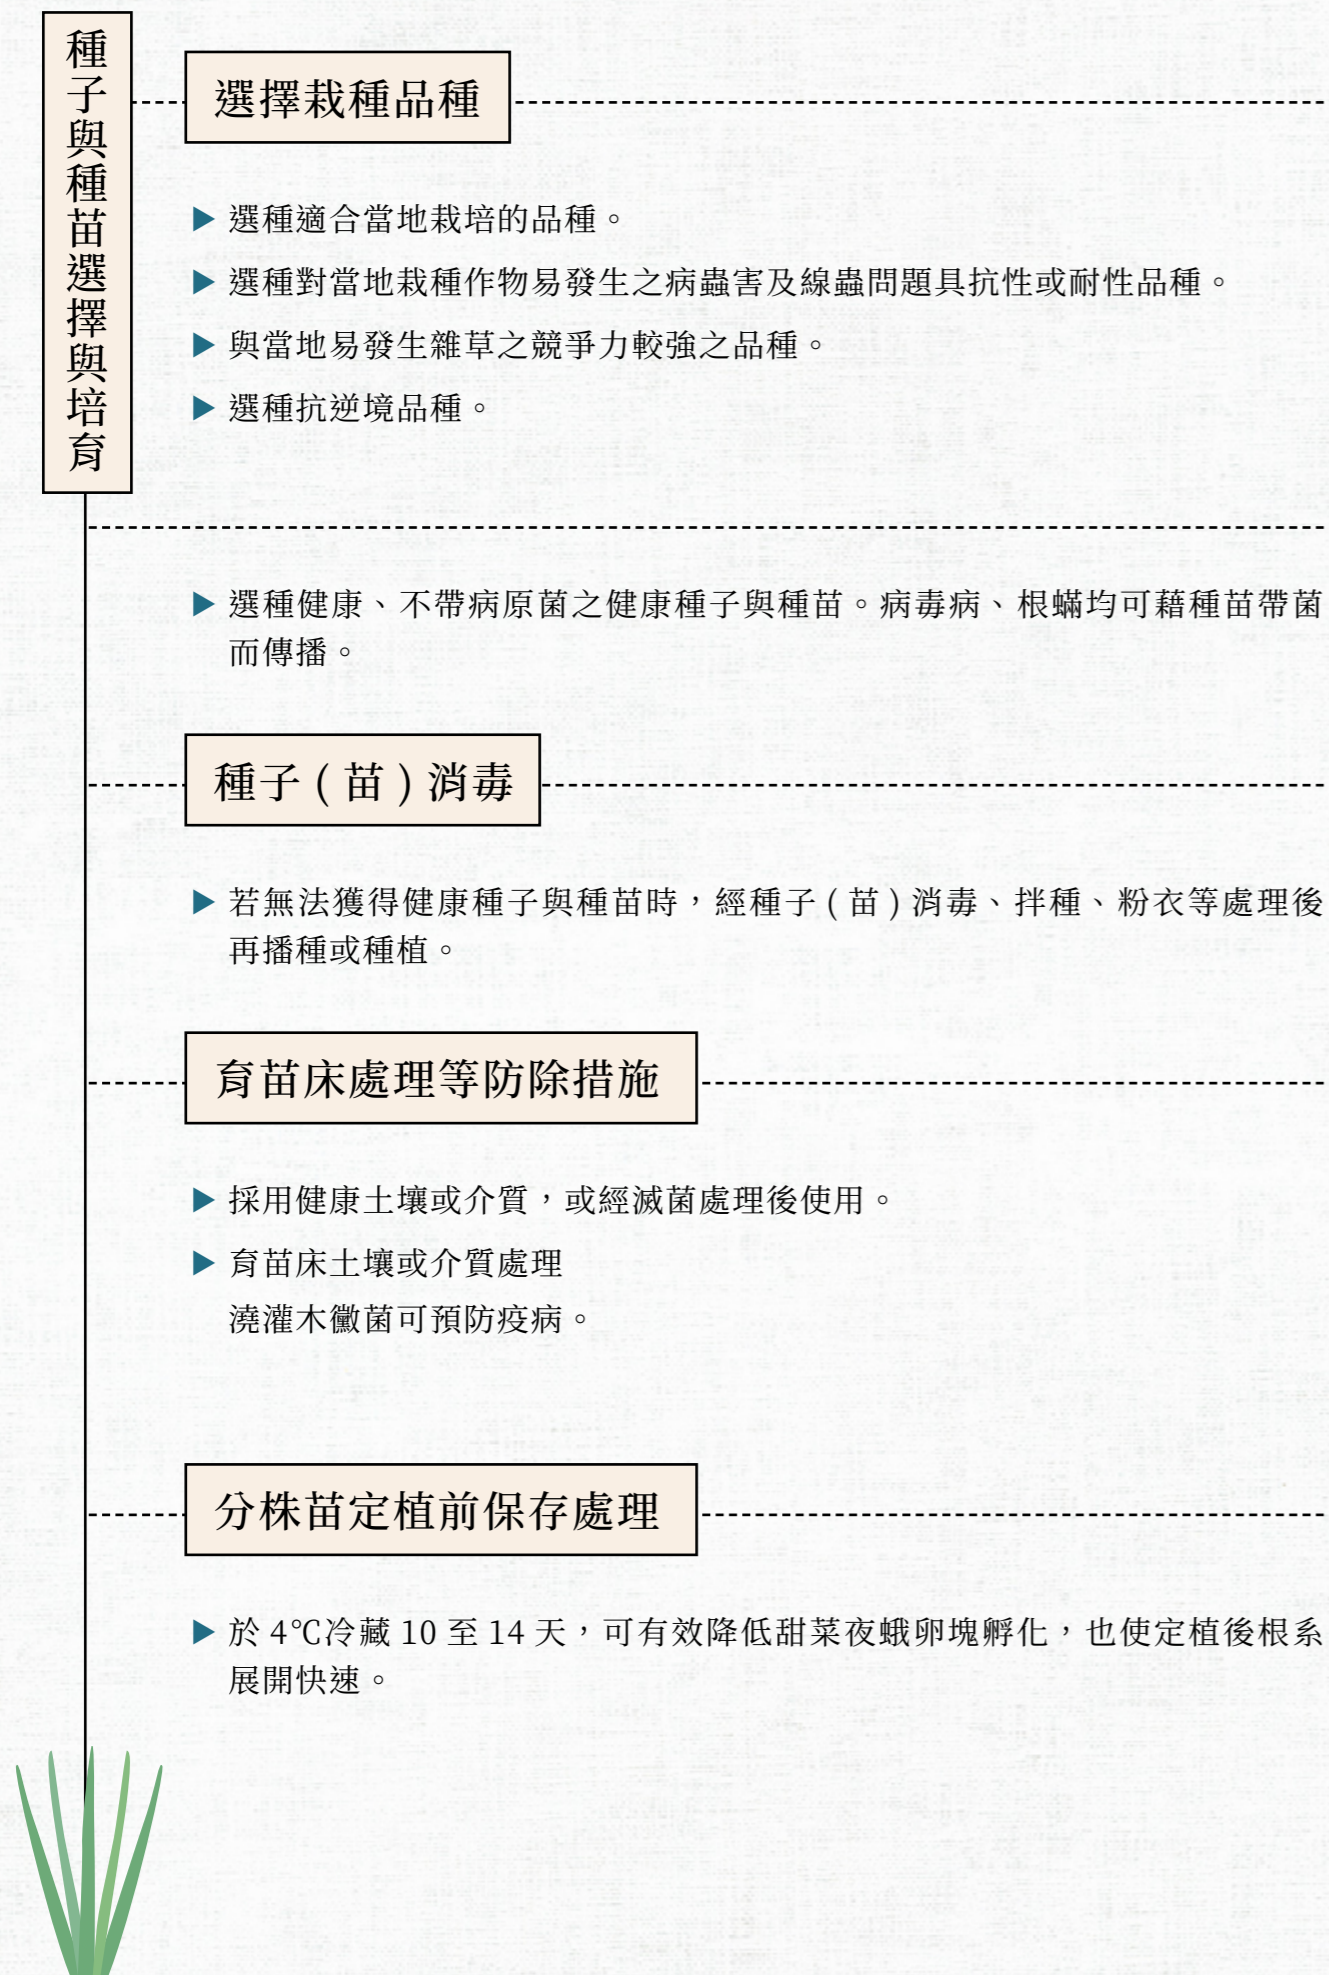 種子與種苗選擇與培育
選擇栽種品種
▶ 選種適合當地栽培的品種。
▶ 選種對當地栽種作物易發生之病蟲害及線蟲問題具抗性或耐性品種。
▶ 與當地易發生雜草之競爭力較強之品種。
▶ 選種抗逆境品種。
▶ 選種健康、不帶病原菌之健康種子與種苗。病毒病、根蟎均可藉種苗帶菌
而傳播。
種子 ( 苗 ) 消毒
▶ 若無法獲得健康種子與種苗時，經種子 ( 苗 ) 消毒、拌種、粉衣等處理後
再播種或種植。
育苗床處理等防除措施
▶ 採用健康土壤或介質，或經滅菌處理後使用。
▶ 育苗床土壤或介質處理
澆灌木黴菌可預防疫病。
分株苗定植前保存處理
▶ 於 4℃冷藏 10 至 14 天，可有效降低甜菜夜蛾卵塊孵化，也使定植後根系
展開快速。